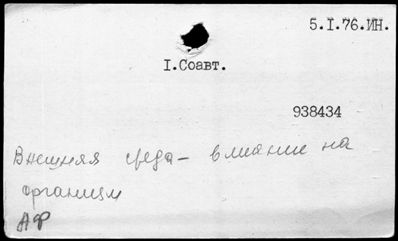 5.I.76.ИН.
I.Соавт.
938434
Внешняя среда – влияние на
организм
АФ